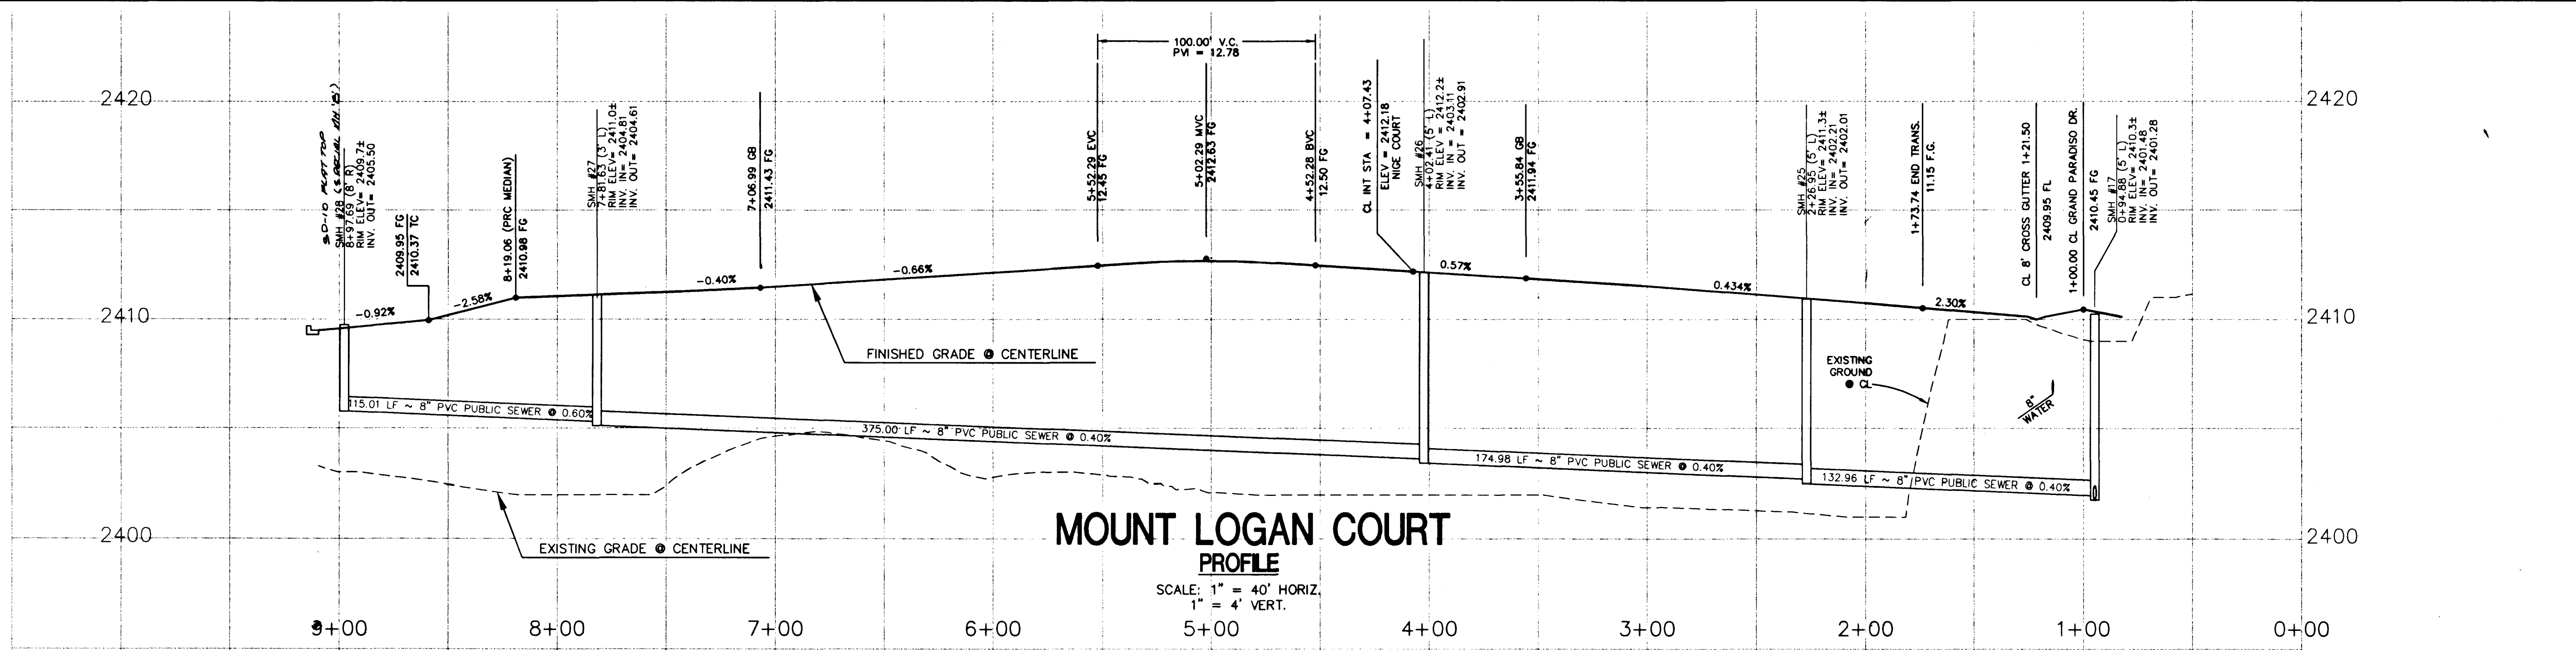 100.00' V.C.
PVI = 12.78
2420
2420
SD-10 FLAT TOP
SMH #28 (SPECIAL MH 'B')
8+97.69 (8' R)
RIM ELEV= 2409.7±
INV. OUT= 2405.50
2409.95 FG
2410.37 TC
8+19.06 (PRC MEDIAN)
2410.98 FG
SMH #27
7+81.63 (3' L)
RIM ELEV= 2411.0±
INV. IN= 2404.81
INV. OUT= 2404.61
7+06.99 GB
2411.43 FG
5+52.29 EVC
12.45 FG
5+02.29 MVC
2412.63 FG
4+52.28 BVC
12.50 FG
CL INT STA = 4+07.43
ELEV = 2412.18
NIGE COURT
SMH #26
4+02.41 (5' L)
RIM ELEV = 2412.2±
INV. IN = 2403.11
INV. OUT = 2402.91
3+55.84 GB
2411.94 FG
SMH #25
2+26.95 (5' L)
RIM ELEV= 2411.3±
INV. IN= 2402.21
INV. OUT= 2402.01
1+73.74 END TRANS.
11.15 F.G.
CL 8' CROSS GUTTER 1+21.50
2409.95 FL
1+00.00 CL GRAND PARADISO DR.
2410.45 FG
SMH #17
0+94.88 (5' L)
RIM ELEV= 2410.3±
INV. IN= 2401.48
INV. OUT= 2401.28
-0.92%
-2.58%
-0.40%
-0.66%
0.57%
0.434%
2.30%
2410
2410
FINISHED GRADE @ CENTERLINE
EXISTING
GROUND
@ CL
8"
WATER
115.01 LF ~ 8" PVC PUBLIC SEWER @ 0.60%
375.00 LF ~ 8" PVC PUBLIC SEWER @ 0.40%
174.98 LF ~ 8" PVC PUBLIC SEWER @ 0.40%
132.96 LF ~ 8" PVC PUBLIC SEWER @ 0.40%
2400
2400
EXISTING GRADE @ CENTERLINE
MOUNT LOGAN COURT
PROFILE
SCALE: 1" = 40' HORIZ.
1" = 4' VERT.
9+00
8+00
7+00
6+00
5+00
4+00
3+00
2+00
1+00
0+00